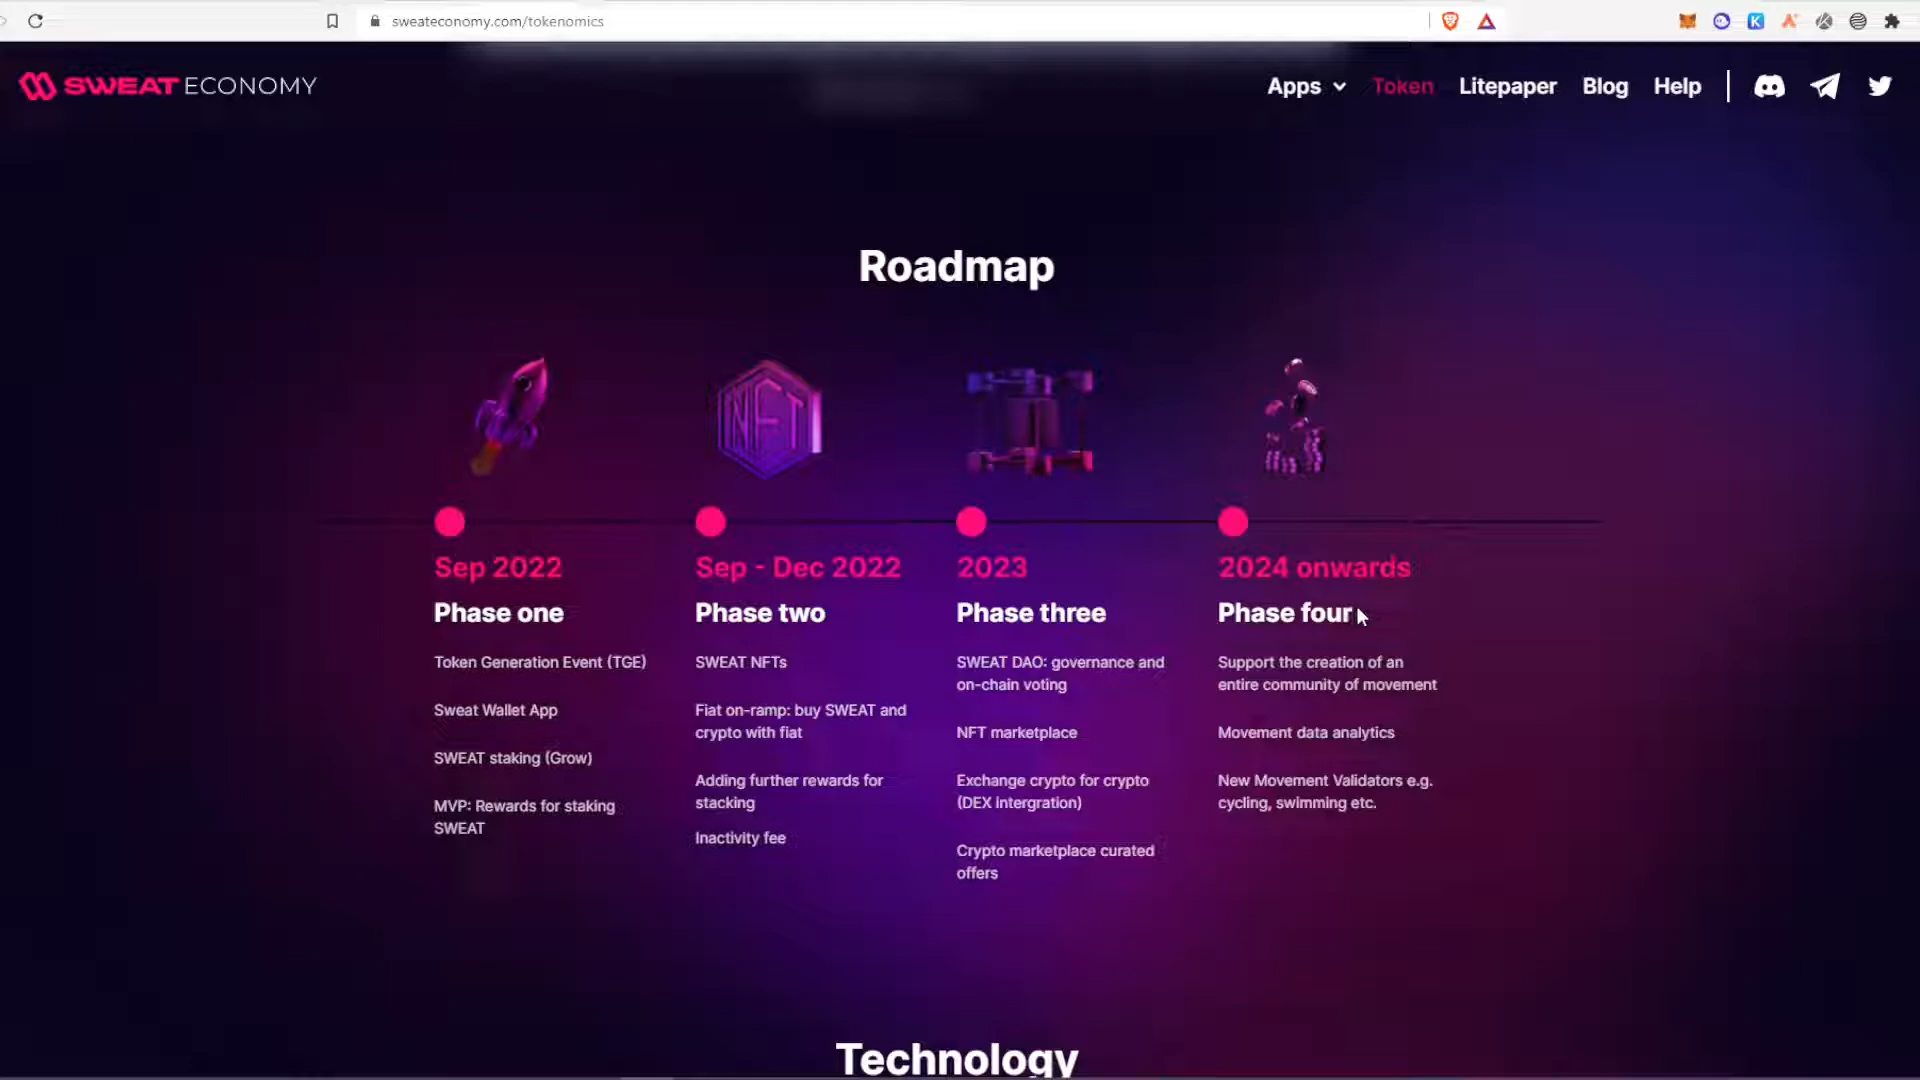 sweateconomy.com/tokenomics
SWEAT ECONOMY
Apps
Token
Litepaper
Blog
Help
Roadmap
NFT
Sep 2022
Phase one
Token Generation Event (TGE)
Sweat Wallet App
SWEAT staking (Grow)
MVP: Rewards for staking
SWEAT
Sep - Dec 2022
Phase two
SWEAT NFTs
Fiat on-ramp: buy SWEAT and
crypto with fiat
Adding further rewards for
stacking
Inactivity fee
2023
Phase three
SWEAT DAO: governance and
on-chain voting
NFT marketplace
Exchange crypto for crypto
(DEX intergration)
Crypto marketplace curated
offers
2024 onwards
Phase four
Support the creation of an
entire community of movement
Movement data analytics
New Movement Validators e.g.
cycling, swimming etc.
Technology